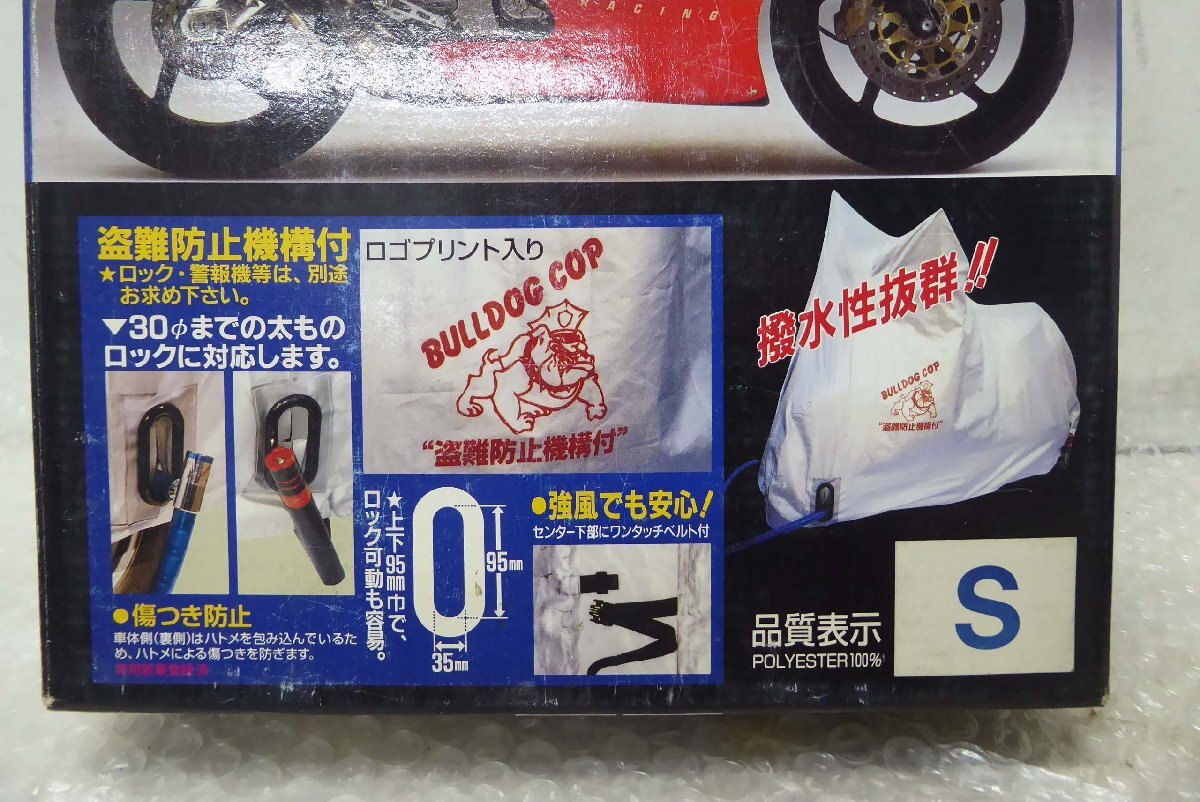 RACING
盗難防止機構付
★ロック・警報機等は、別途
お求め下さい。
▼30φまでの太もの
ロックに対応します。
●傷つき防止
車体側(裏側)はハトメを包み込んでいるた
め、ハトメによる傷つきを防ぎます。
実用新案登録済
ロゴプリント入り
BULLDOG COP
"盗難防止機構付"
★上下95㎜巾で、
ロック可動も容易。
95㎜
35㎜
●強風でも安心!
センター下部にワンタッチベルト付
撥水性抜群!!
BULLDOG COP
"盗難防止機構付"
品質表示
POLYESTER100%
S